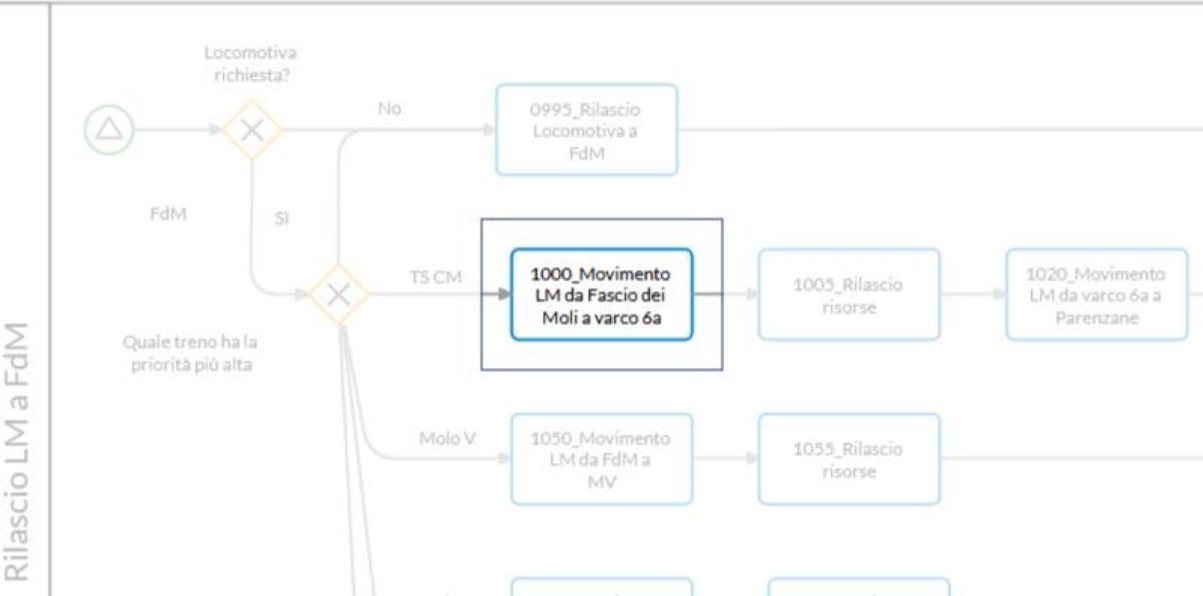 Rilascio LM a FdM
Locomotiva
richiesta?
No
0995_Rilascio
Locomotiva a
FdM
FdM
Sì
TS CM
1000_Movimento
LM da Fascio dei
Moli a varco 6a
1005_Rilascio
risorse
1020_Movimento
LM da varco 6a a
Parenzane
Quale treno ha la
priorità più alta
Molo V
1050_Movimento
LM da FdM a
MV
1055_Rilascio
risorse